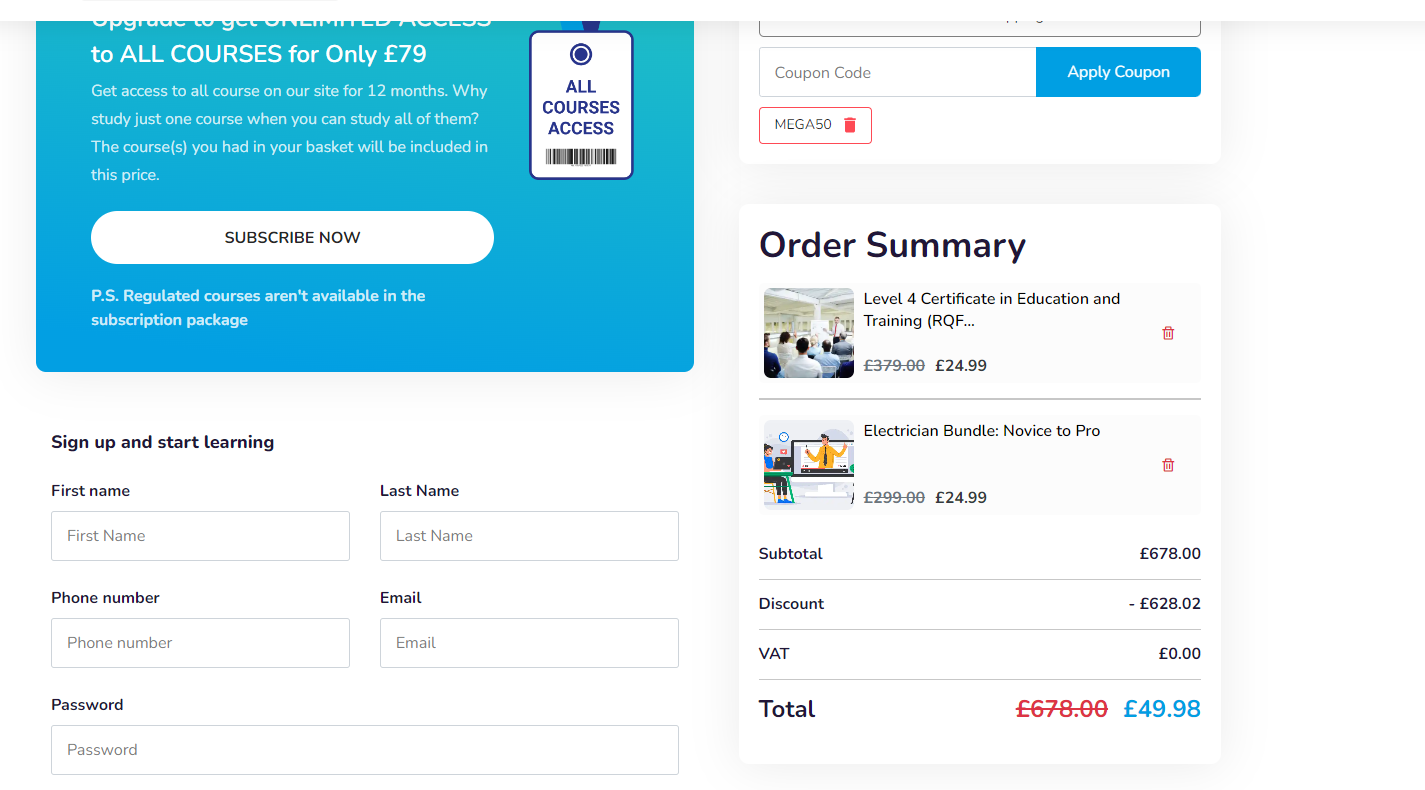 Upgrade to get UNLIMITED ACCESS
to ALL COURSES for Only £79
Get access to all course on our site for 12 months. Why
study just one course when you can study all of them?
The course(s) you had in your basket will be included in
this price.
SUBSCRIBE NOW
P.S. Regulated courses aren't available in the
subscription package
ALL
COURSES
ACCESS
Sign up and start learning
First name
Last Name
First Name
Last Name
Phone number
Email
Phone number
Email
Password
Password
Coupon Code
Apply Coupon
MEGA50
Order Summary
Level 4 Certificate in Education and
Training (RQF...
£379.00 £24.99
Electrician Bundle: Novice to Pro
£299.00 £24.99
Subtotal £678.00
Discount - £628.02
VAT £0.00
Total £678.00 £49.98